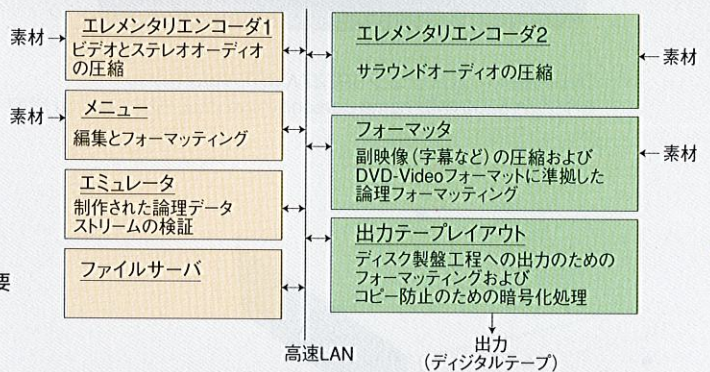 素材
エレメンタリエンコーダ1
ビデオとステレオオーディオ
の圧縮
素材
メニュー
編集とフォーマッティング
エミュレータ
制作された論理データ
ストリームの検証
ファイルサーバ
要
エレメンタリエンコーダ2
サラウンドオーディオの圧縮
素材
フォーマッタ
副映像(字幕など)の圧縮および
DVD-Videoフォーマットに準拠した
論理フォーマッティング
素材
出力テープレイアウト
ディスク製盤工程への出力のための
フォーマッティングおよび
コピー防止のための暗号化処理
高速LAN
出力
(ディジタルテープ)